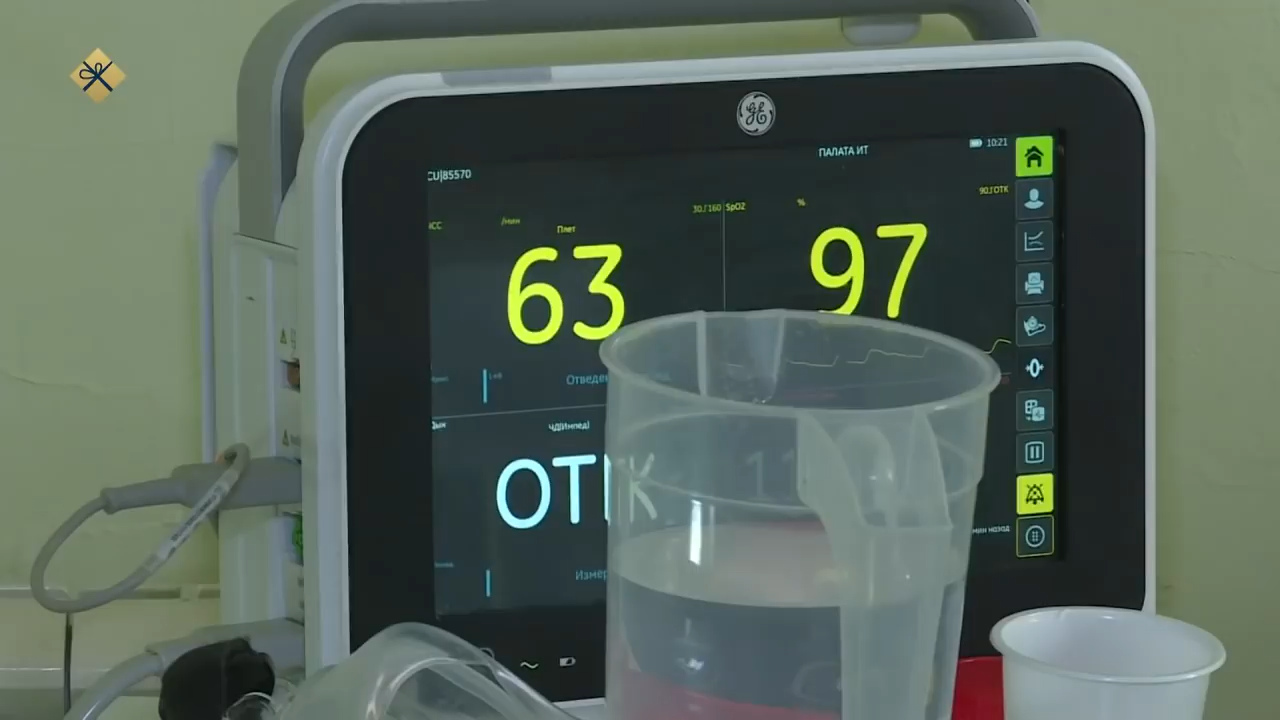 GE
ПАЛАТА ИТ
10:21
CU|85570
ЧСС
/мин
30 / 160
SpO2
%
90 / ОТК
Плет
63
97
Отведе
ЧД(Импед)
ОТК
мин назад
Измер